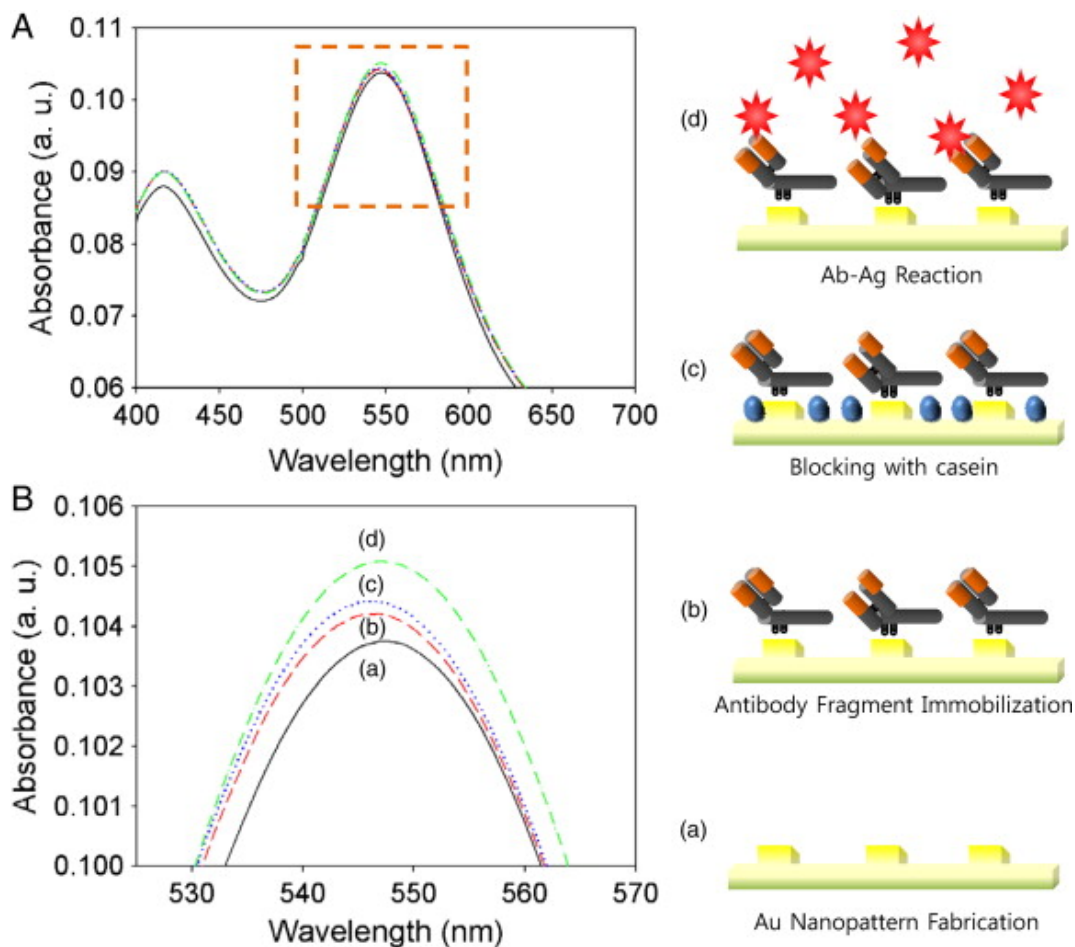 A
0.11
0.10
0.09
0.08
0.07
0.06
Absorbance (a. u.)
400 450 500 550 600 650 700
Wavelength (nm)
B
0.106
0.105
0.104
0.103
0.102
0.101
0.100
Absorbance (a. u.)
(d)
(c)
(b)
(a)
530 540 550 560 570
Wavelength (nm)
(d)
Ab-Ag Reaction
(c)
Blocking with casein
(b)
Antibody Fragment Immobilization
(a)
Au Nanopattern Fabrication